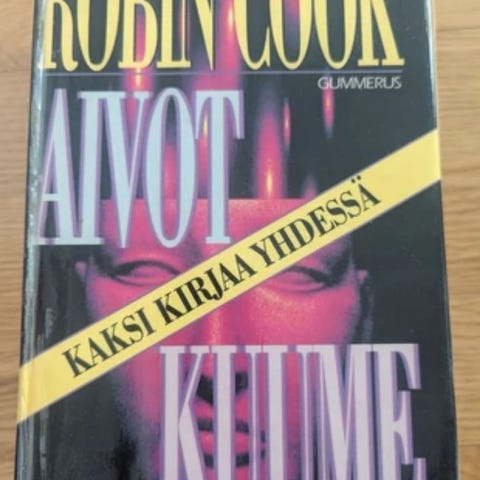 ROBIN COOK
GUMMERUS
AIVOT
KAKSI KIRJAA YHDESSÄ
KUUME